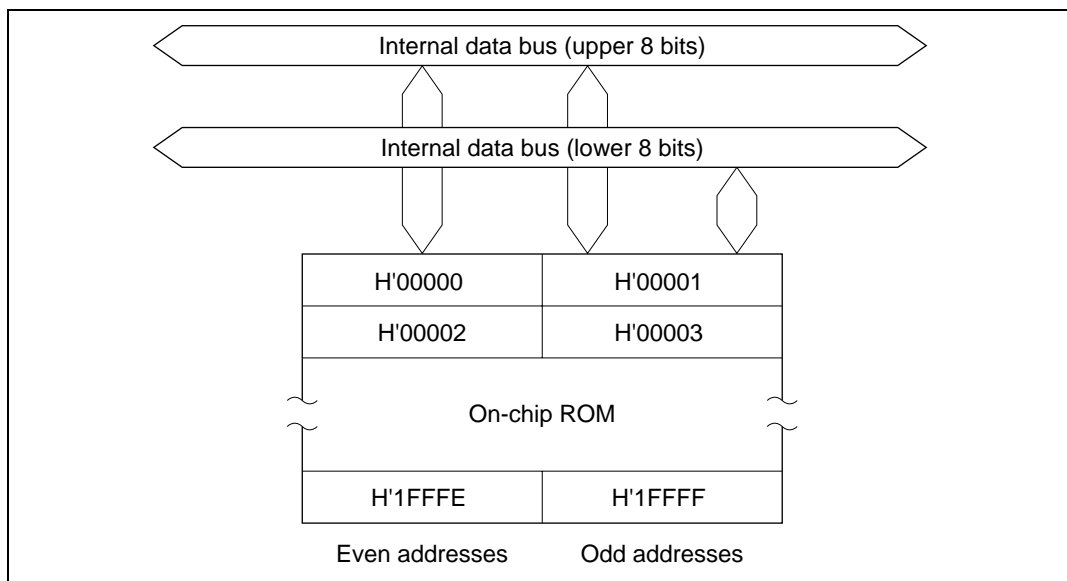 Internal data bus (upper 8 bits)
Internal data bus (lower 8 bits)
H'00000 H'00001
H'00002 H'00003
On-chip ROM
H'1FFFE H'1FFFF
Even addresses Odd addresses